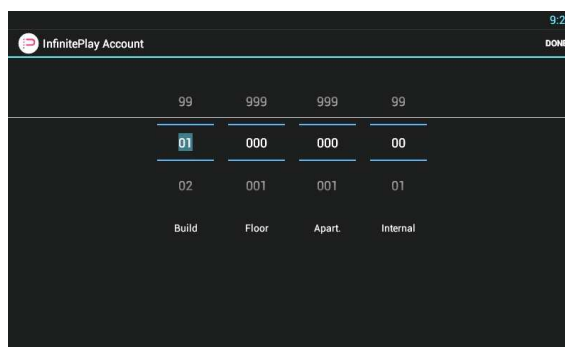 9:2
InfinitePlay Account
DONE
99 999 999 99
01 000 000 00
02 001 001 01
Build Floor Apart. Internal